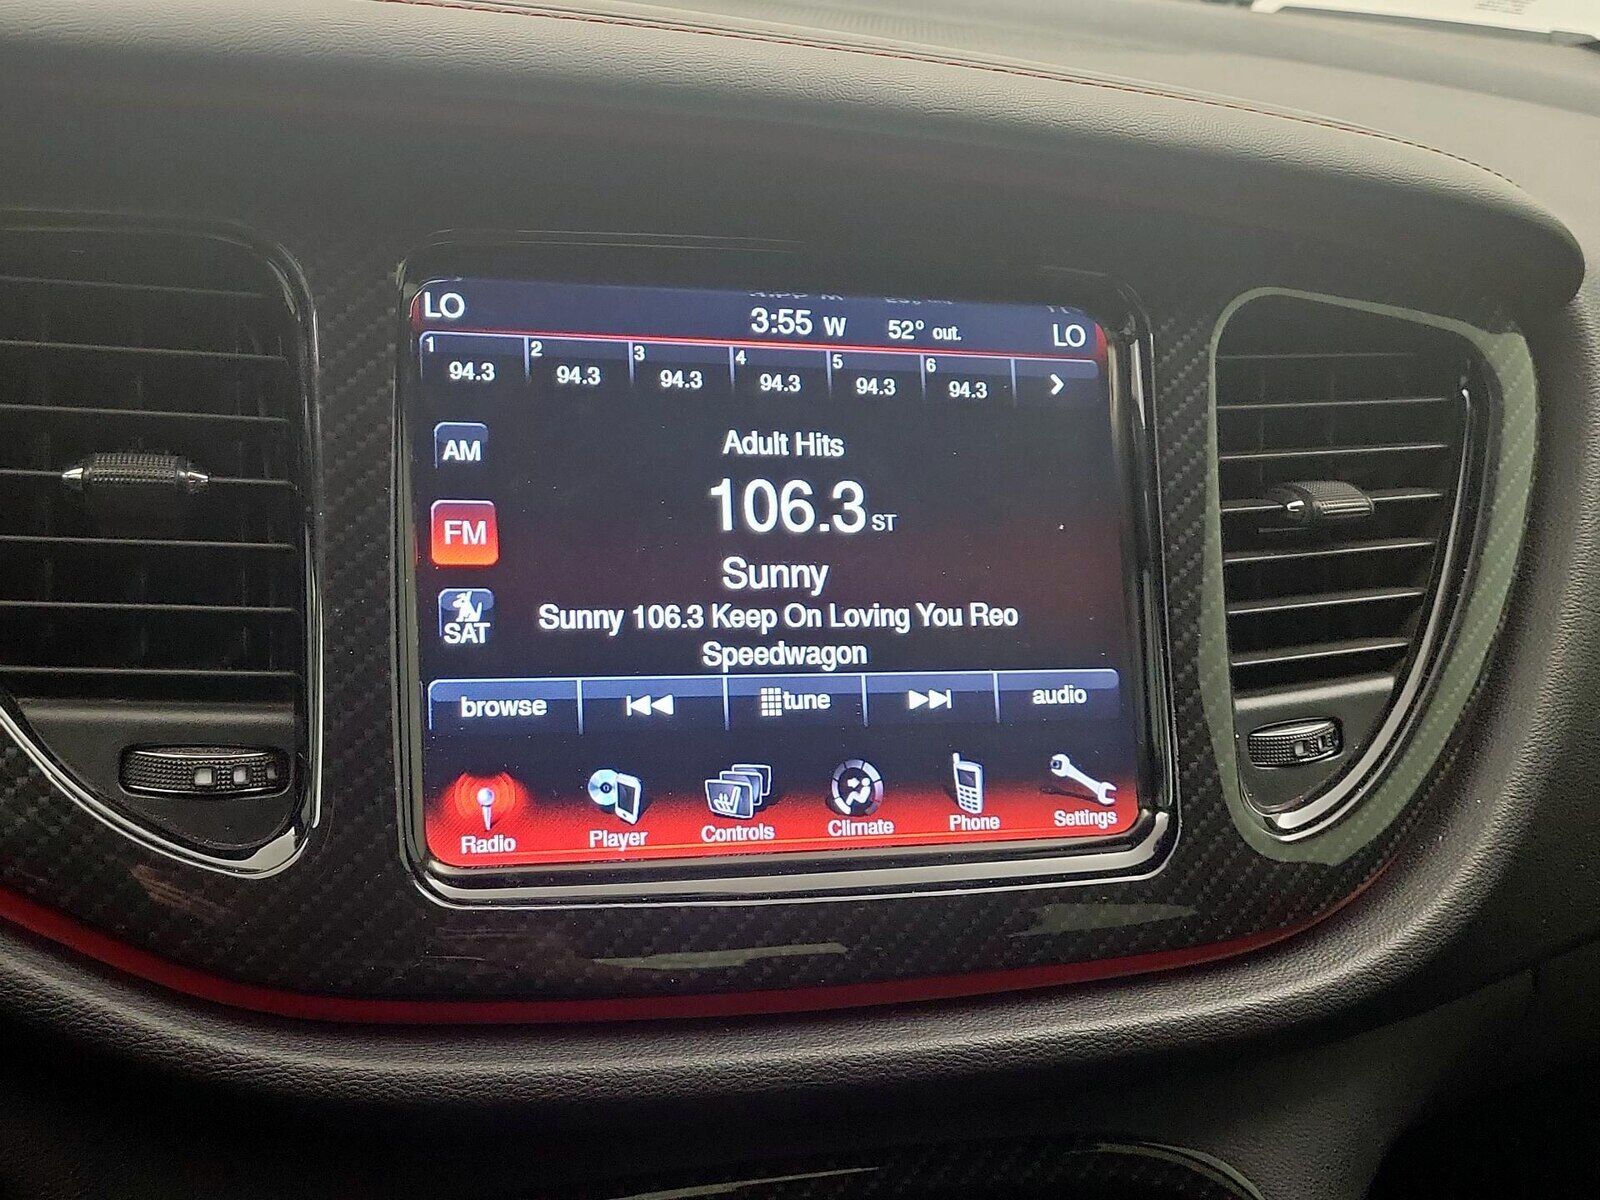 LO 3:55 W 52° out. LO
1 94.3 2 94.3 3 94.3 4 94.3 5 94.3 6 94.3
AM
Adult Hits
FM
106.3 ST
Sunny
SAT
Sunny 106.3 Keep On Loving You Reo
Speedwagon
browse tune audio
Radio Player Controls Climate Phone Settings